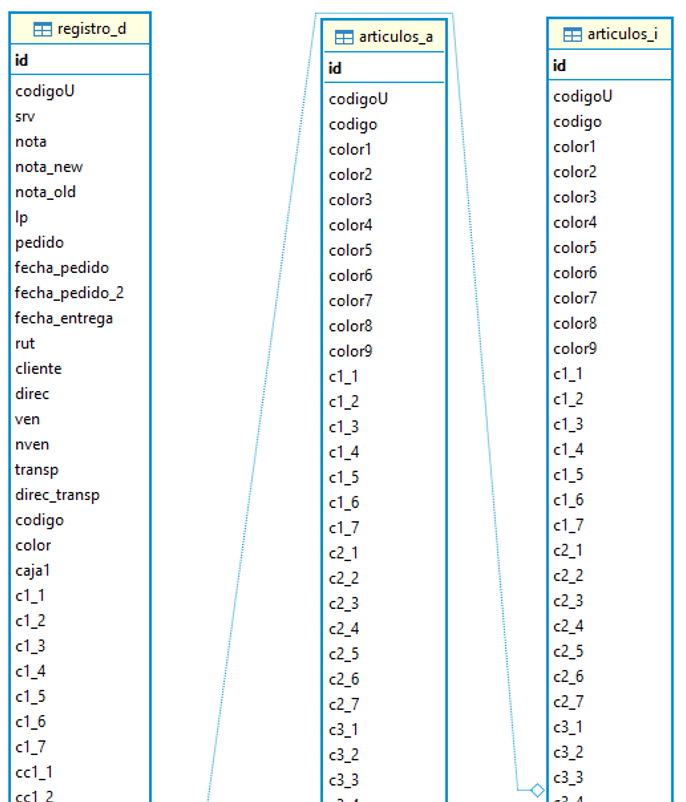 registro_d
id
codigoU
srv
nota
nota_new
nota_old
lp
pedido
fecha_pedido
fecha_pedido_2
fecha_entrega
rut
cliente
direc
ven
nven
transp
direc_transp
codigo
color
caja1
c1_1
c1_2
c1_3
c1_4
c1_5
c1_6
c1_7
cc1_1
cc1_2
articulos_a
id
codigoU
codigo
color1
color2
color3
color4
color5
color6
color7
color8
color9
c1_1
c1_2
c1_3
c1_4
c1_5
c1_6
c1_7
c2_1
c2_2
c2_3
c2_4
c2_5
c2_6
c2_7
c3_1
c3_2
c3_3
articulos_i
id
codigoU
codigo
color1
color2
color3
color4
color5
color6
color7
color8
color9
c1_1
c1_2
c1_3
c1_4
c1_5
c1_6
c1_7
c2_1
c2_2
c2_3
c2_4
c2_5
c2_6
c2_7
c3_1
c3_2
c3_3
c3_4